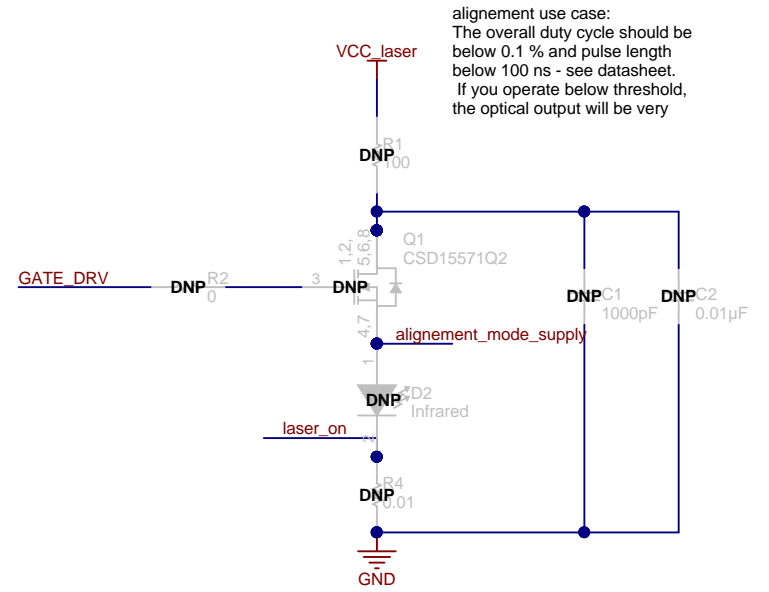 alignement use case:
The overall duty cycle should be
below 0.1 % and pulse length
below 100 ns - see datasheet.
If you operate below threshold,
the optical output will be very
VCC_laser
R1
DNP
100
1,2,
5,6,8
Q1
CSD15571Q2
GATE_DRV
DNP
R2
0
3
DNP
DNP
C1
1000pF
DNP
C2
0.01µF
4,7
alignement_mode_supply
1
DNP
D2
Infrared
laser_on
2
R4
DNP
0.01
GND